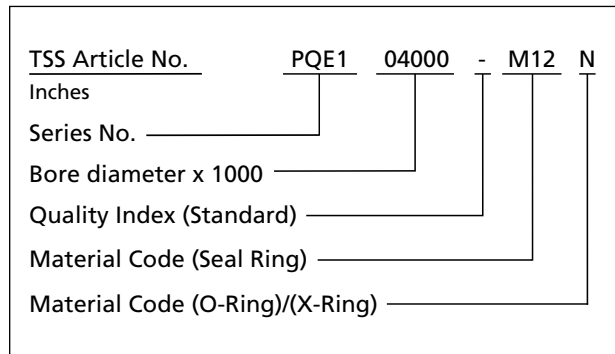 TSS Article No. PQE1 04000 - M12 N
Inches
Series No.
Bore diameter x 1000
Quality Index (Standard)
Material Code (Seal Ring)
Material Code (O-Ring)/(X-Ring)